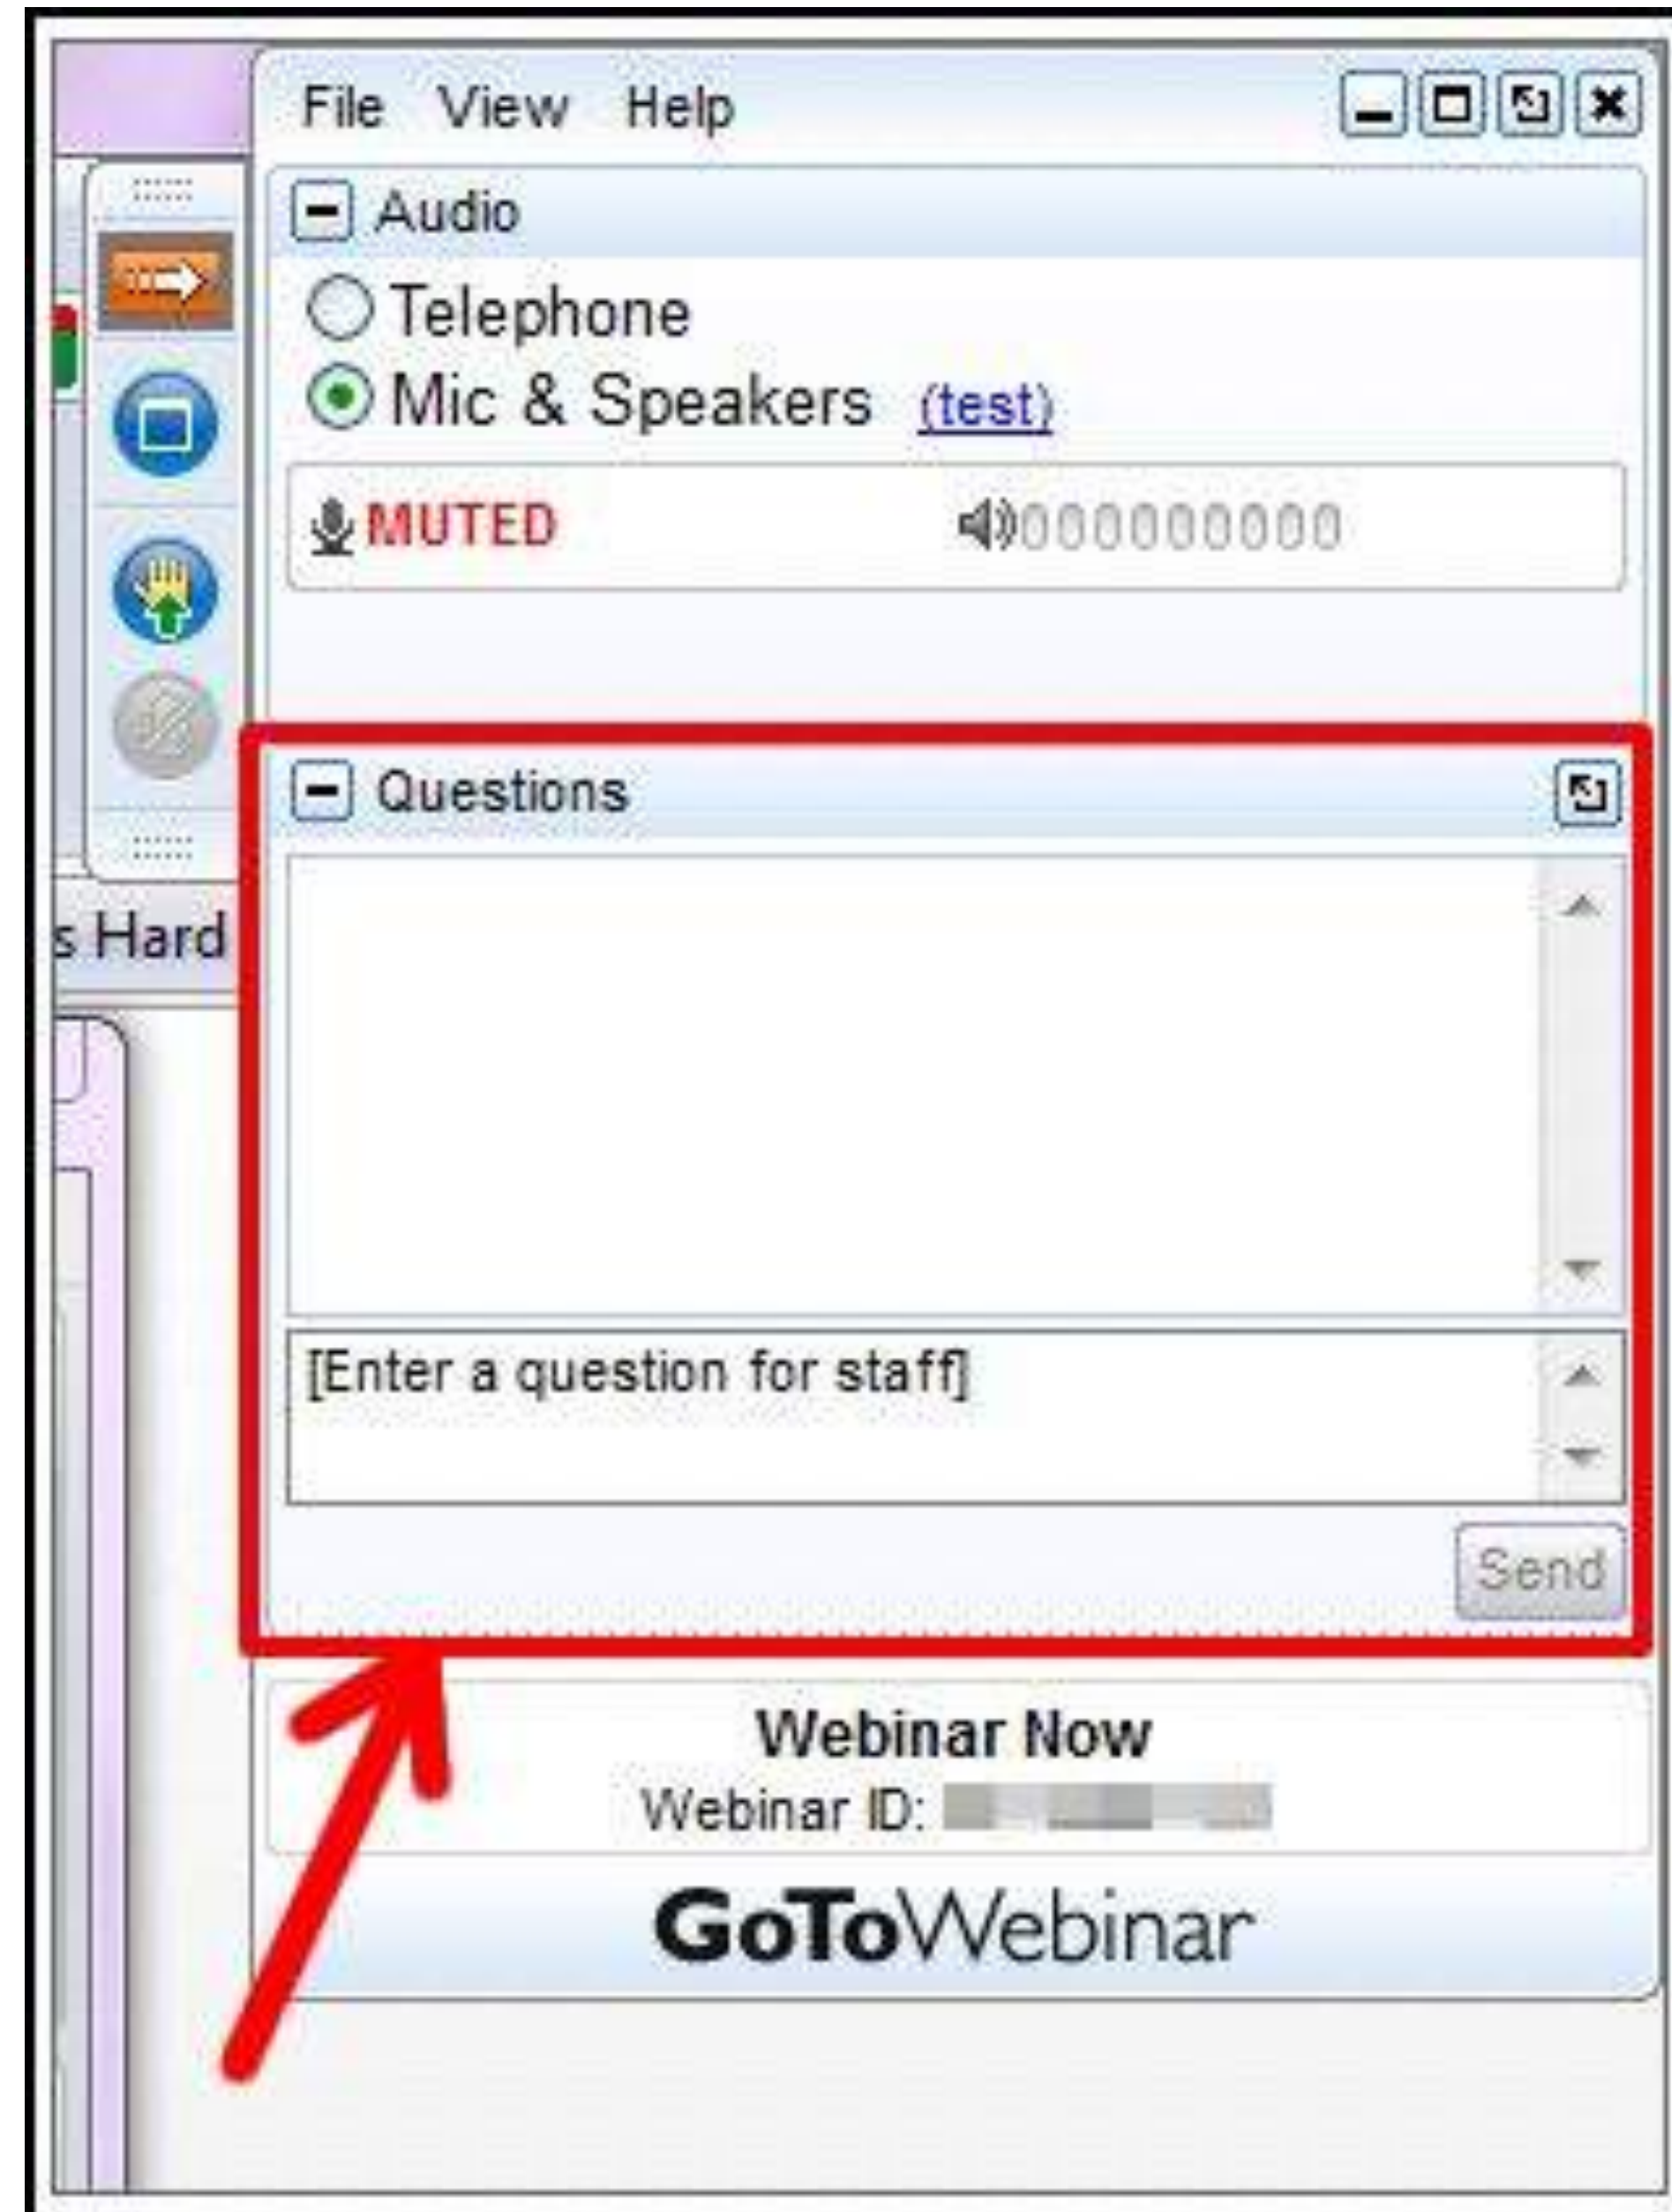 File View Help
Audio
Telephone
Mic & Speakers (test)
MUTED
Questions
s Hard
[Enter a question for staff]
Send
Webinar Now
Webinar ID:
GoToWebinar